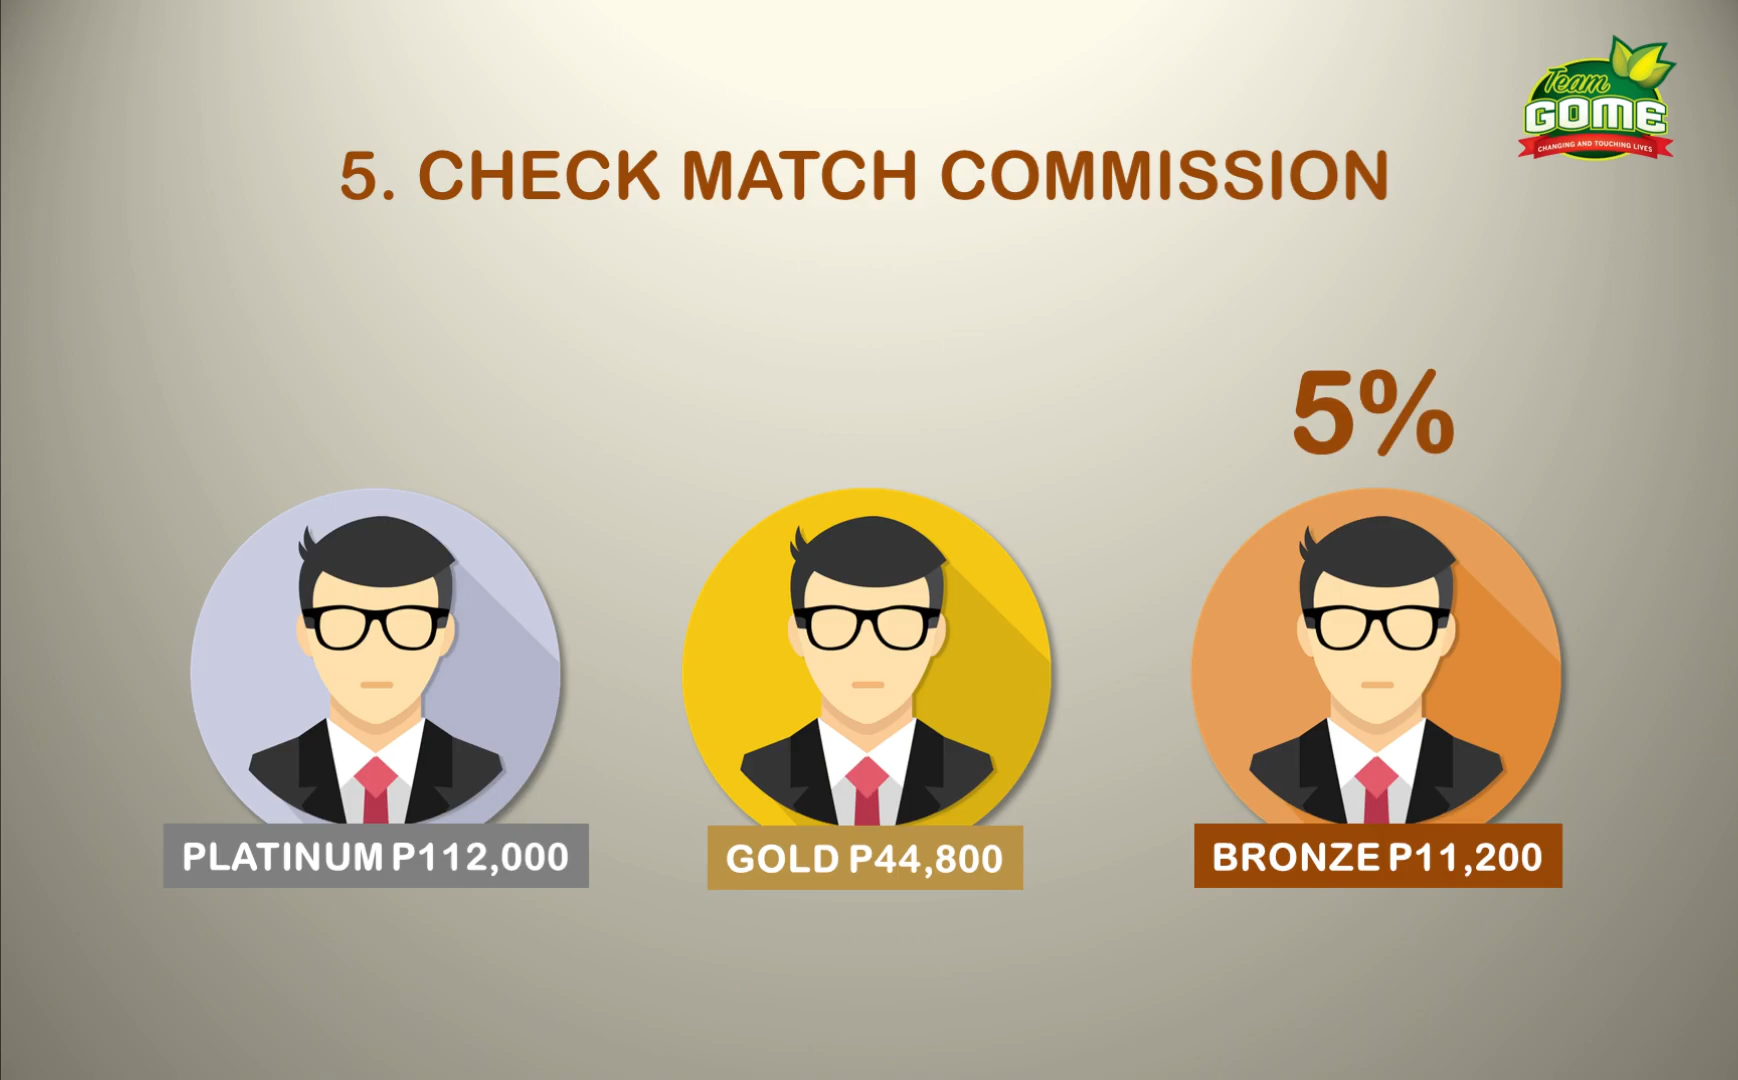 Team
GOME
CHANGING AND TOUCHING LIVES
5. CHECK MATCH COMMISSION
5%
PLATINUM P112,000
GOLD P44,800
BRONZE P11,200